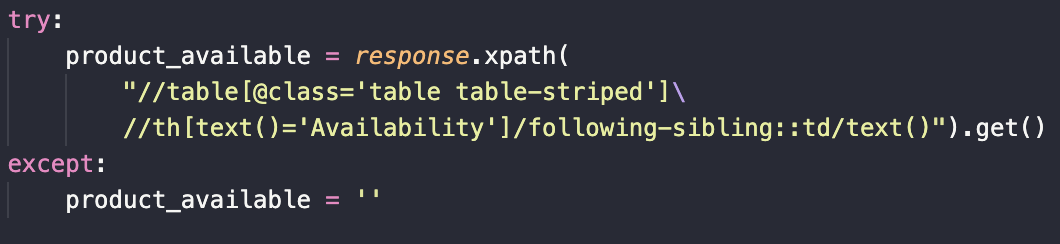 try:
    product_available = response.xpath(
        "//table[@class='table table-striped']\
        //th[text()='Availability']/following-sibling::td/text()").get()
except:
    product_available = ''